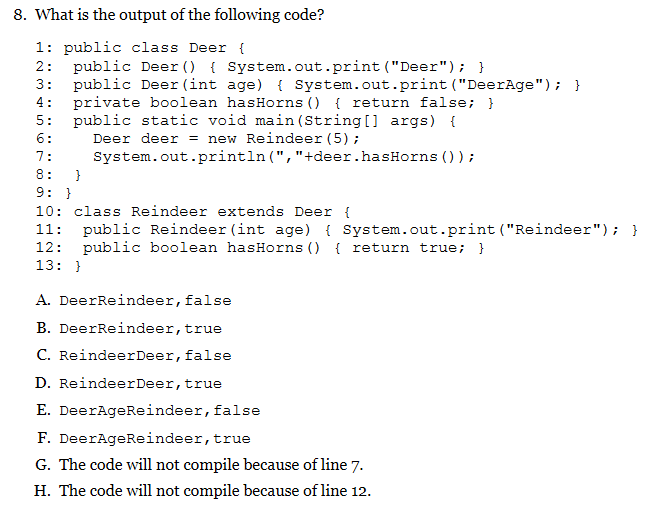 8. What is the output of the following code?
1: public class Deer {
2:  public Deer() { System.out.print("Deer"); }
3:  public Deer(int age) { System.out.print("DeerAge"); }
4:  private boolean hasHorns() { return false; }
5:  public static void main(String[] args) {
6:    Deer deer = new Reindeer(5);
7:    System.out.println(","+deer.hasHorns());
8:  }
9: }
10: class Reindeer extends Deer {
11:  public Reindeer(int age) { System.out.print("Reindeer"); }
12:  public boolean hasHorns() { return true; }
13: }
A. DeerReindeer,false
B. DeerReindeer,true
C. ReindeerDeer,false
D. ReindeerDeer,true
E. DeerAgeReindeer,false
F. DeerAgeReindeer,true
G. The code will not compile because of line 7.
H. The code will not compile because of line 12.